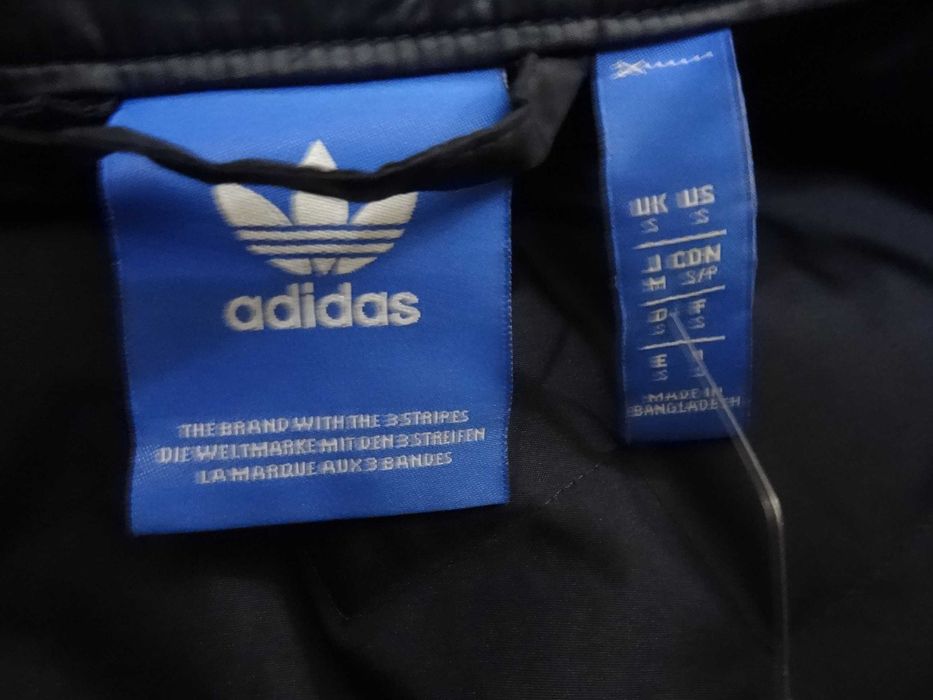 adidas
THE BRAND WITH THE 3 STRIPES
DIE WELTMARKE MIT DEN 3 STREIFEN
LA MARQUE AUX 3 BANDES
UK US
S S
J CDN
M S/P
D F
S S
E I
S S
MADE IN
BANGLADESH